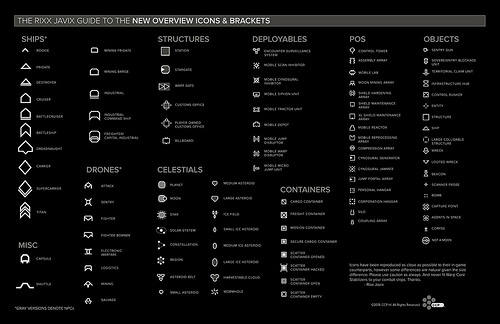 THE RIXX JAVIX GUIDE TO THE NEW OVERVIEW ICONS & BRACKETS
SHIPS*
ROOKIE
FRIGATE
DESTROYER
CRUISER
BATTLECRUISER
BATTLESHIP
DREADNAUGHT
CARRIER
SUPERCARRIER
TITAN
MINING FRIGATE
MINING BARGE
INDUSTRIAL
INDUSTRIAL
COMMAND SHIP
FREIGHTER/
CAPITAL INDUSTRIAL
MISC
CAPSULE
SHUTTLE
*GRAY VERSIONS DENOTE NPCs
DRONES*
ATTACK
SENTRY
FIGHTER
FIGHTER BOMBER
ELECTRONIC
WARFARE
LOGISTICS
MINING
SALVAGE
STRUCTURES
STATION
STARGATE
WARP GATE
CUSTOMS OFFICE
PLAYER OWNED
CUSTOMS OFFICE
BILLBOARD
CELESTIALS
PLANET
MOON
STAR
SOLAR SYSTEM
CONSTELLATION
REGION
ASTEROID BELT
SMALL ASTEROID
MEDIUM ASTEROID
LARGE ASTEROID
ICE FIELD
SMALL ICE ASTEROID
MEDIUM ICE ASTEROID
LARGE ICE ASTEROID
HARVESTABLE CLOUD
WORMHOLE
DEPLOYABLES
ENCOUNTER SURVEILLANCE
SYSTEM
MOBILE SCAN INHIBITOR
MOBILE CYNOSURAL
INHIBITOR
MOBILE SIPHON UNIT
MOBILE TRACTOR UNIT
MOBILE DEPOT
MOBILE JUMP
DISRUPTOR
MOBILE WARP
DISRUPTOR
MOBILE MICRO
JUMP UNIT
CONTAINERS
CARGO CONTAINER
FREIGHT CONTAINER
MISSION CONTAINER
SECURE CARGO CONTAINER
SCATTER
CONTAINER OPENED
SCATTER
CONTAINER HACKED
SCATTER
CONTAINER OPEN
SCATTER
CONTAINER EMPTY
POS
CONTROL TOWER
ASSEMBLY ARRAY
MOBILE LAB
MOON MINING ARRAY
SHIELD HARDENING
ARRAY
SHIELD MAINTENANCE
ARRAY
XL SHIELD MAINTENANCE
ARRAY
MOBILE REACTOR
MOBILE REPROCESSING
ARRAY
COMPRESSION ARRAY
CYNOSURAL GENERATOR
CYNOSURAL JAMMER
JUMP PORTAL ARRAY
PERSONAL HANGAR
CORPORATION HANGAR
SILO
COUPLING ARRAY
OBJECTS
SENTRY GUN
SOVEREIGNTY BLOCKADE
UNIT
TERRITORIAL CLAIM UNIT
INFRASTRUCTURE HUB
CONTROL BUNKER
ENTITY
STRUCTURE
SHIP
LARGE COLLIDABLE
STRUCTURE
WRECK
LOOTED WRECK
BEACON
SCANNER PROBE
BOMB
CAPTURE POINT
AGENTS IN SPACE
CORPSE
NOT A MOON
Icons have been reproduced as close as possible to their in-game
counterparts, however some differences are natural given the size
difference. Please use caution as always. And never fit Warp Core
Stabilizers to your combat ships. Thanks.
- Rixx Javix
©2015 CCP hf. All Rights Reserved
CCP